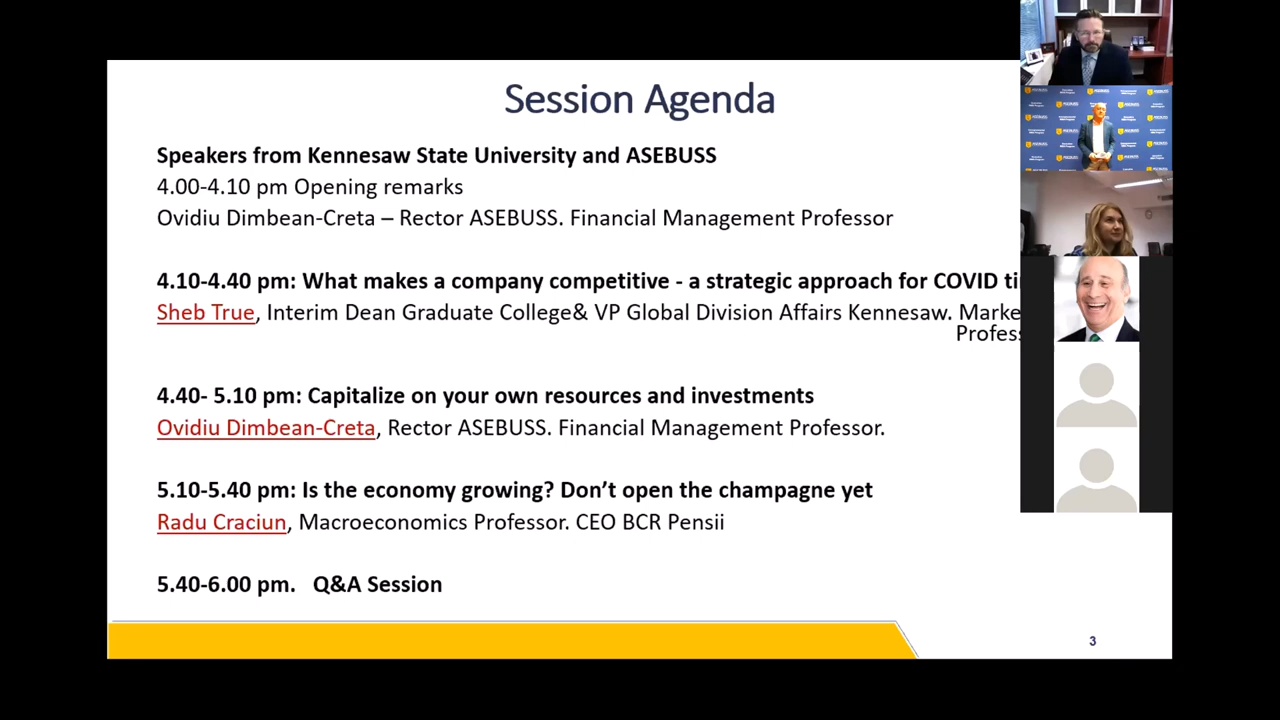 Session Agenda
Speakers from Kennesaw State University and ASEBUSS
4.00-4.10 pm Opening remarks
Ovidiu Dimbean-Creta – Rector ASEBUSS. Financial Management Professor
4.10-4.40 pm: What makes a company competitive - a strategic approach for COVID
Sheb True, Interim Dean Graduate College& VP Global Division Affairs Kennesaw.
4.40- 5.10 pm: Capitalize on your own resources and investments
Ovidiu Dimbean-Creta, Rector ASEBUSS. Financial Management Professor.
5.10-5.40 pm: Is the economy growing? Don’t open the champagne yet
Radu Craciun, Macroeconomics Professor. CEO BCR Pensii
5.40-6.00 pm. Q&A Session
3